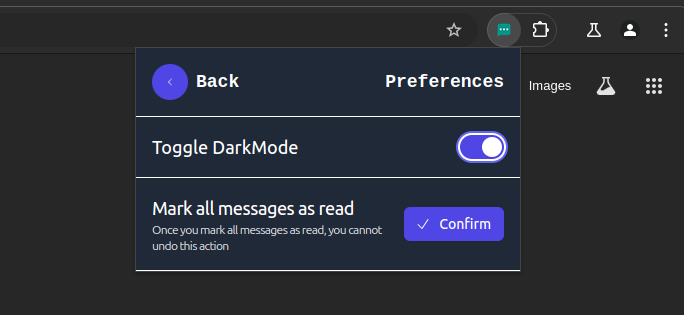 Back
Preferences
Images
Toggle DarkMode
Mark all messages as read
Once you mark all messages as read, you cannot
undo this action
Confirm